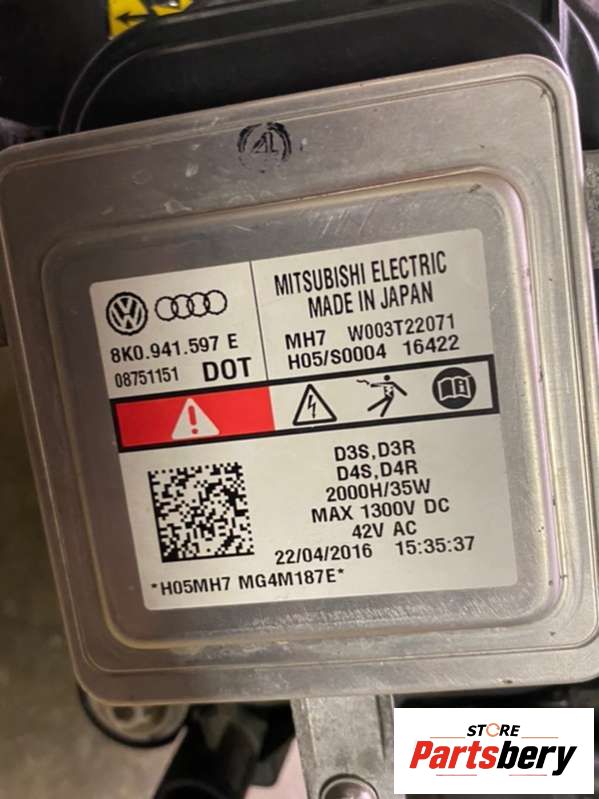 8K0.941.597 E
08751151 DOT
MITSUBISHI ELECTRIC
MADE IN JAPAN
MH7 W003T22071
H05/S0004 16422
D3S,D3R
D4S,D4R
2000H/35W
MAX 1300V DC
42V AC
22/04/2016 15:35:37
*H05MH7 MG4M187E*
STORE
Partsbery